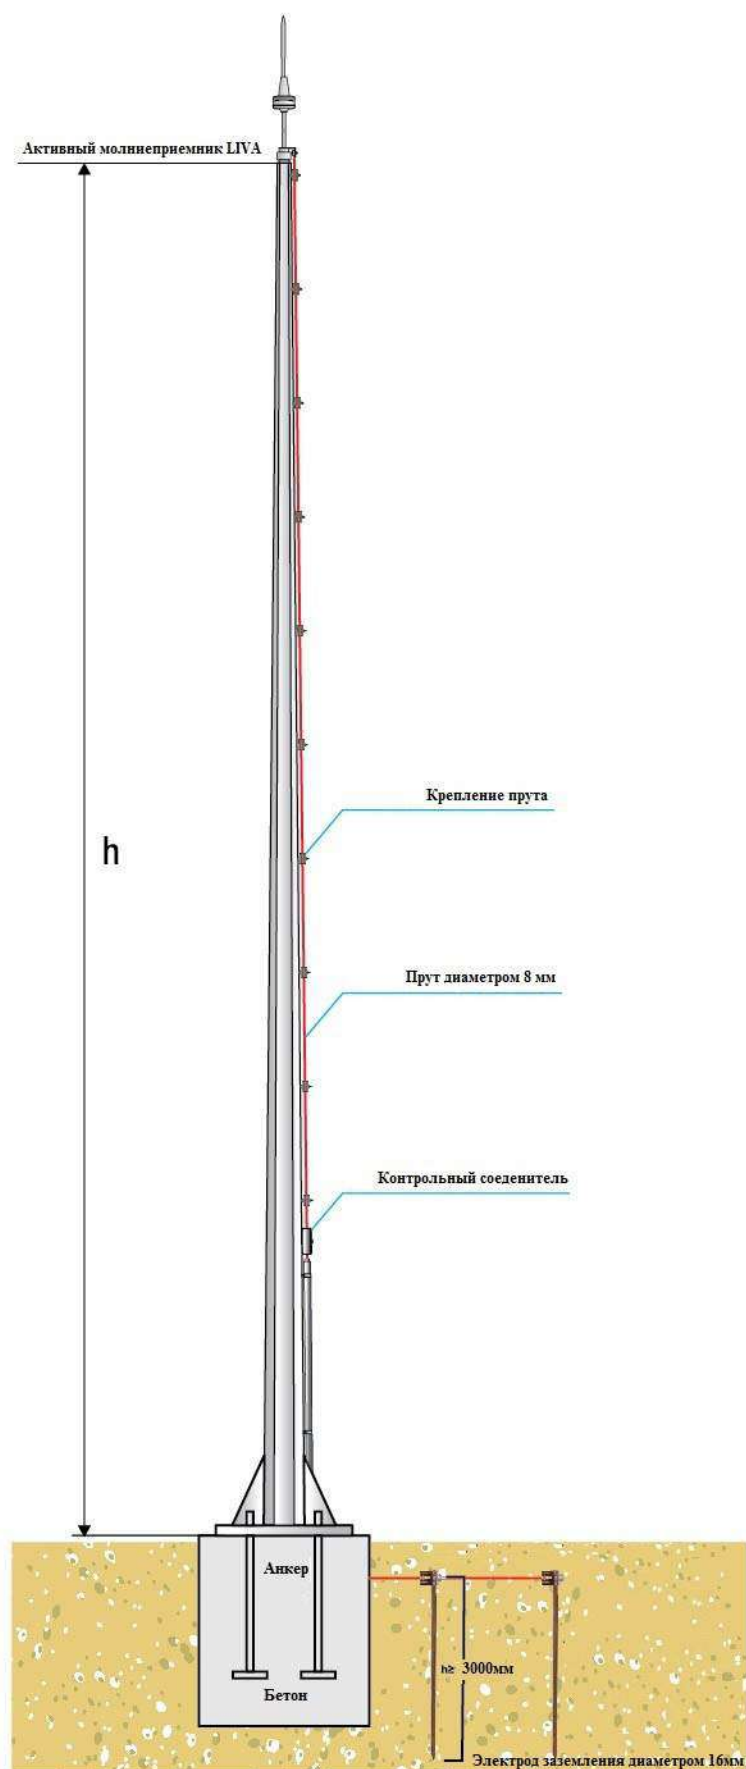 Активный молниеприемник LIVA
Крепление прута
h
Прут диаметром 8 мм
Контрольный соеденитель
Анкер
h≥ 3000мм
Бетон
Электрод заземления диаметром 16мм